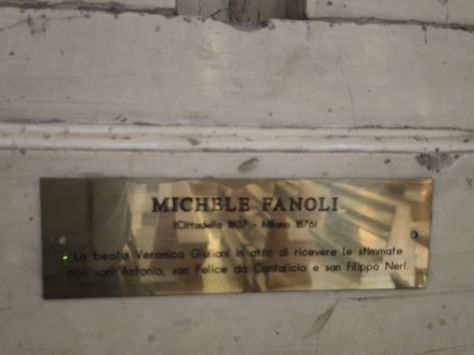 MICHELE FANOLI
(Cittadella 1807 - Milano 1876)
La beata Veronica Giuliani in atto di ricevere le stimmate
con sant'Antonio, san Felice da Cantalicio e san Filippo Neri.